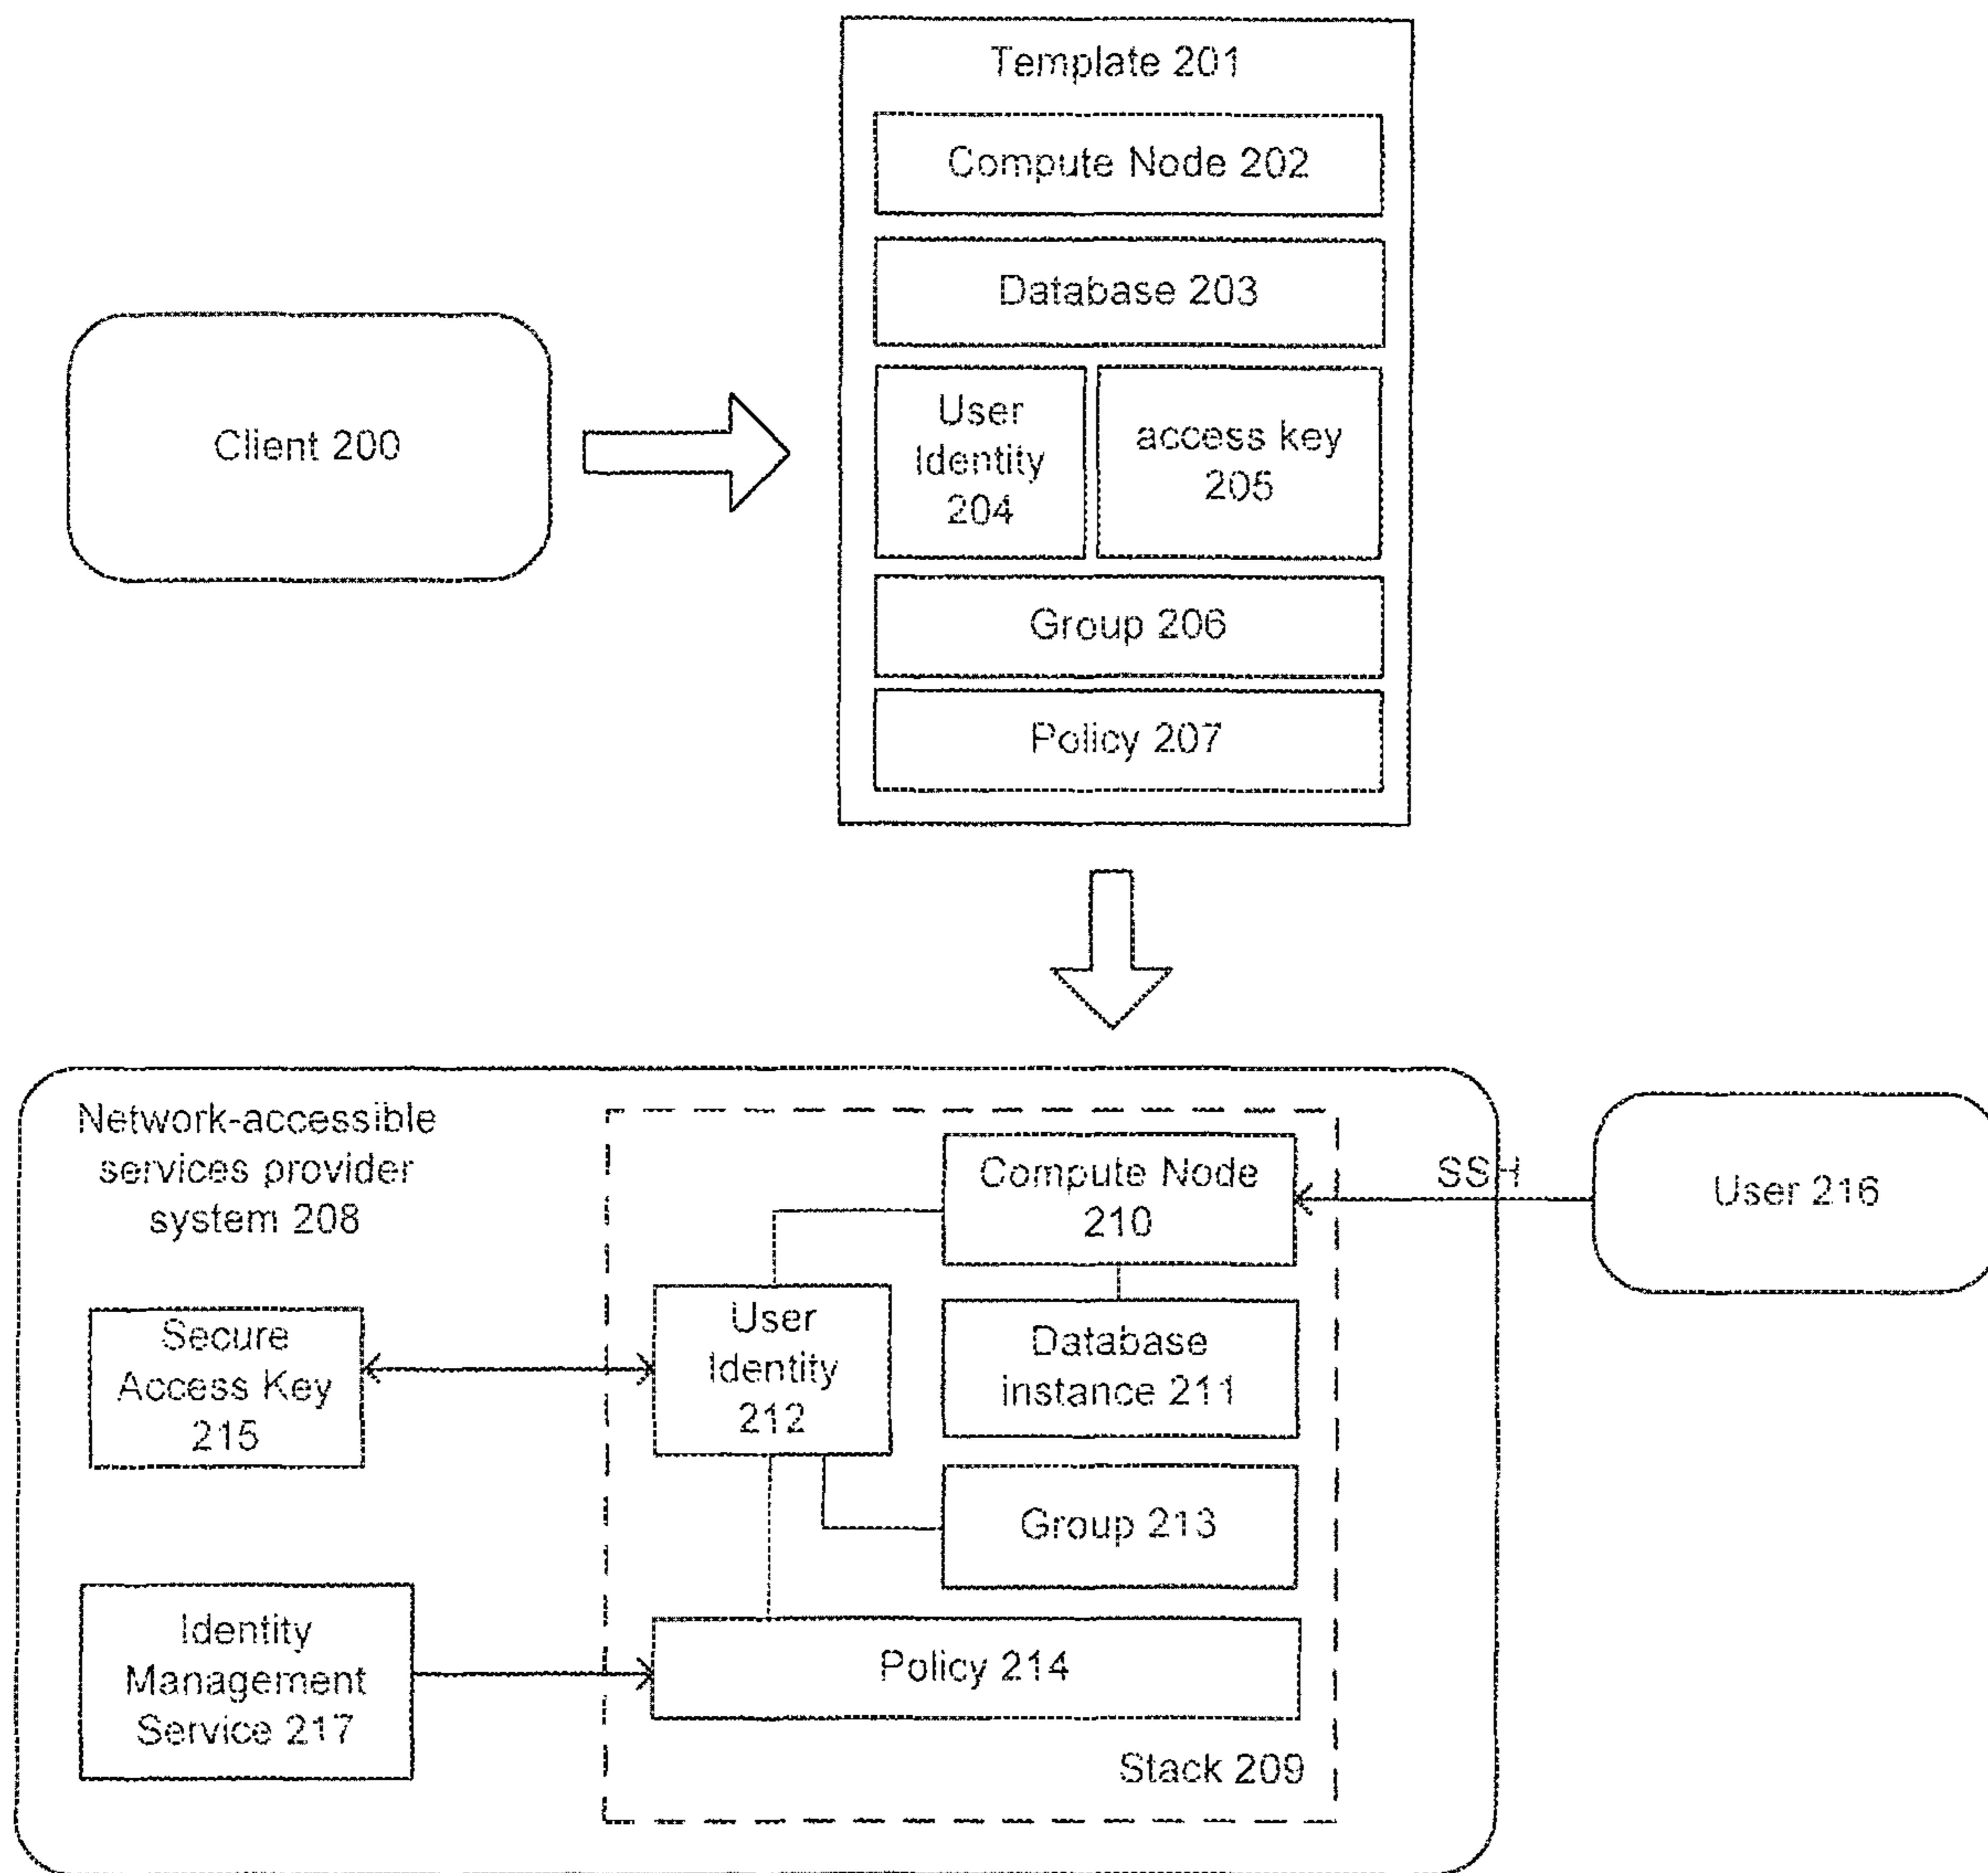 Template 201
Compute Node 202
Database 203
User
Identity
204
access key
205
Group 206
Policy 207
Client 200
Network-accessible
services provider
system 208
Compute Node
210
SSH
User 216
Secure
Access Key
215
User
Identity
212
Database
instance 211
Group 213
Identity
Management
Service 217
Policy 214
Stack 209